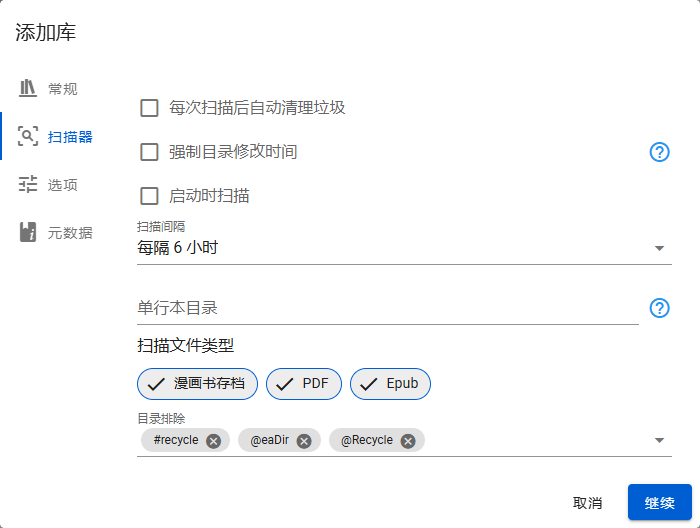 添加库
常规
扫描器
选项
元数据
每次扫描后自动清理垃圾
强制目录修改时间
启动时扫描
扫描间隔
每隔 6 小时
单行本目录
扫描文件类型
漫画书存档 PDF Epub
目录排除
#recycle @eaDir @Recycle
取消 继续